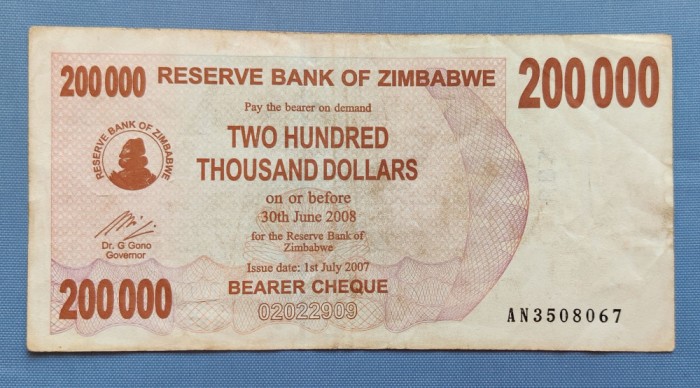 200 000 RESERVE BANK OF ZIMBABWE 200 000
Pay the bearer on demand
TWO HUNDRED
THOUSAND DOLLARS
RESERVE BANK OF ZIMBABWE
on or before
30th June 2008
for the Reserve Bank of
Zimbabwe
Dr. G Gono
Governor
Issue date: 1st July 2007
200 000 BEARER CHEQUE
02022909
AN3508067